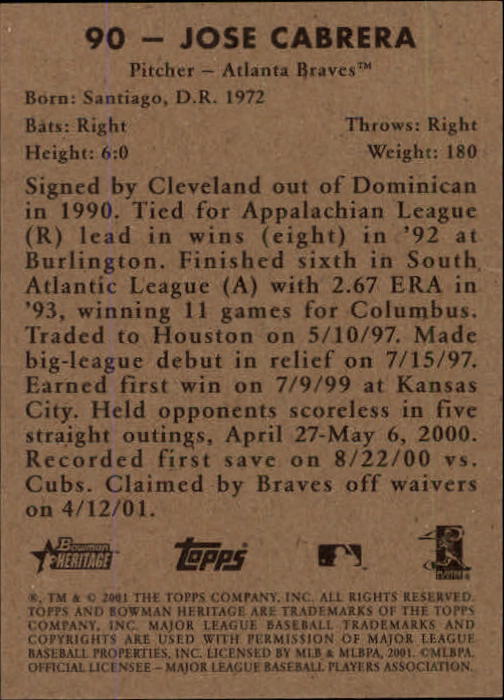 90 — JOSE CABRERA
Pitcher – Atlanta Braves™
Born: Santiago, D.R. 1972
Bats: Right Throws: Right
Height: 6:0 Weight: 180
Signed by Cleveland out of Dominican
in 1990. Tied for Appalachian League
(R) lead in wins (eight) in '92 at
Burlington. Finished sixth in South
Atlantic League (A) with 2.67 ERA in
'93, winning 11 games for Columbus.
Traded to Houston on 5/10/97. Made
big-league debut in relief on 7/15/97.
Earned first win on 7/9/99 at Kansas
City. Held opponents scoreless in five
straight outings, April 27-May 6, 2000.
Recorded first save on 8/22/00 vs.
Cubs. Claimed by Braves off waivers
on 4/12/01.
Bowman
HERITAGE
Topps
®, TM & © 2001 THE TOPPS COMPANY, INC. ALL RIGHTS RESERVED.
TOPPS AND BOWMAN HERITAGE ARE TRADEMARKS OF THE TOPPS
COMPANY, INC. MAJOR LEAGUE BASEBALL TRADEMARKS AND
COPYRIGHTS ARE USED WITH PERMISSION OF MAJOR LEAGUE
BASEBALL PROPERTIES, INC. LICENSED BY MLB & MLBPA, 2001. ©MLBPA.
OFFICIAL LICENSEE – MAJOR LEAGUE BASEBALL PLAYERS ASSOCIATION.